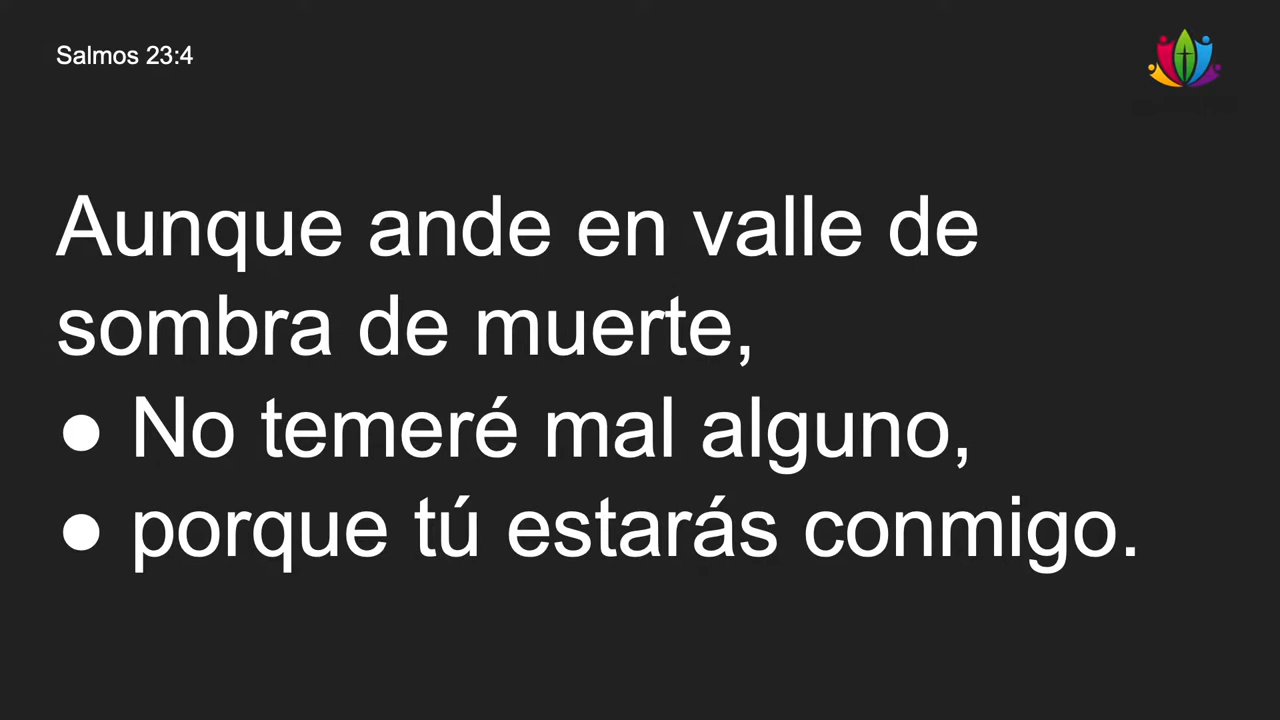 Salmos 23:4
Aunque ande en valle de
sombra de muerte,
● No temeré mal alguno,
● porque tú estarás conmigo.